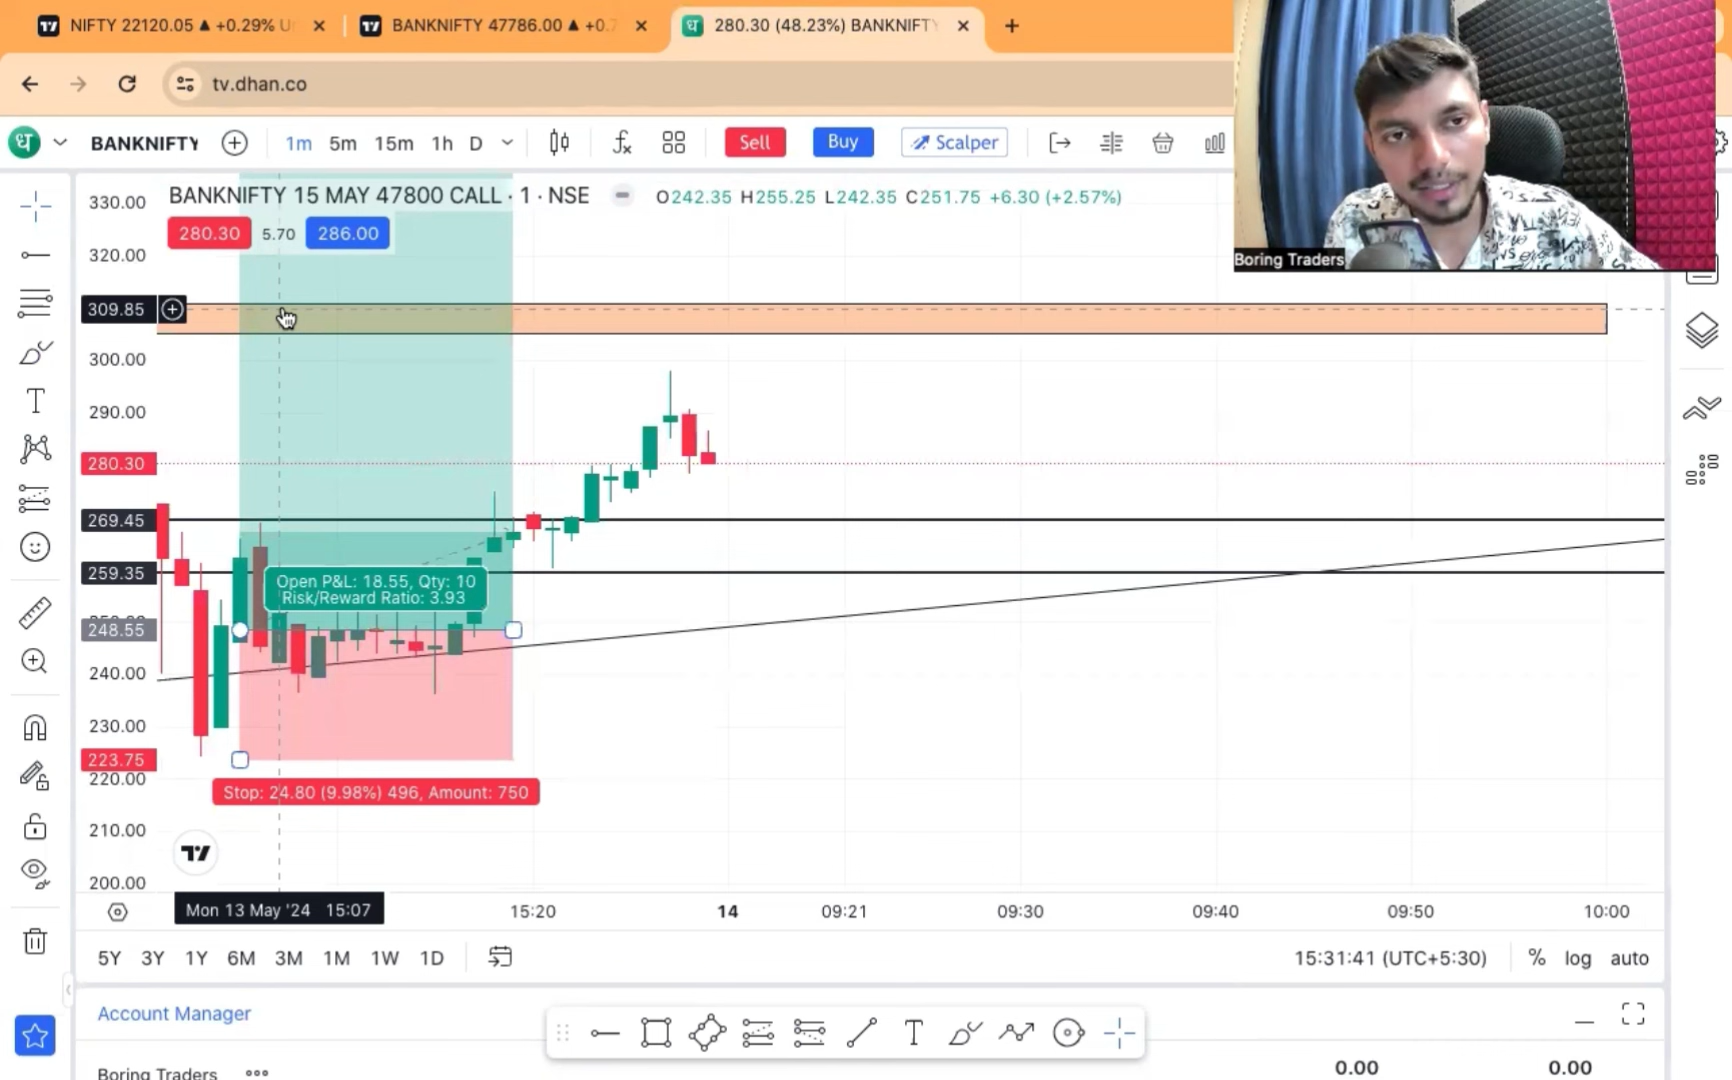 NIFTY 22120.05 ▲ +0.29% U
BANKNIFTY 47786.00 ▲ +0.
280.30 (48.23%) BANKNIFT
tv.dhan.co
BANKNIFTY
1m 5m 15m 1h D
Sell Buy Scalper
BANKNIFTY 15 MAY 47800 CALL · 1 · NSE
O242.35 H255.25 L242.35 C251.75 +6.30 (+2.57%)
280.30 5.70 286.00
Boring Traders
330.00
320.00
309.85
300.00
290.00
280.30
269.45
259.35
248.55
240.00
230.00
223.75
220.00
210.00
200.00
Open P&L: 18.55, Qty: 10
Risk/Reward Ratio: 3.93
Stop: 24.80 (9.98%) 496, Amount: 750
Mon 13 May '24 15:07
15:20 14 09:21 09:30 09:40 09:50 10:00
5Y 3Y 1Y 6M 3M 1M 1W 1D
15:31:41 (UTC+5:30) % log auto
Account Manager
Boring Traders
0.00 0.00